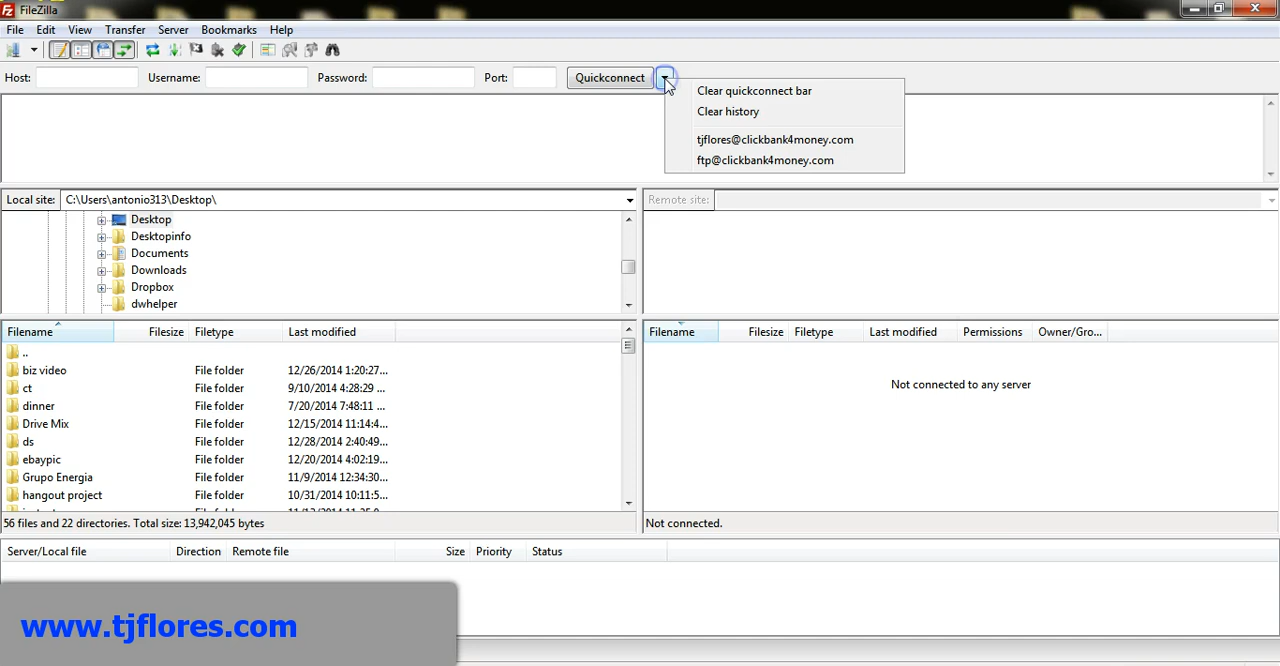 FileZilla
File Edit View Transfer Server Bookmarks Help
Host: Username: Password: Port: Quickconnect
Clear quickconnect bar
Clear history
tjflores@clickbank4money.com
ftp@clickbank4money.com
Local site: C:\Users\antonio313\Desktop\
Remote site:
Desktop
Desktopinfo
Documents
Downloads
Dropbox
dwhelper
Filename Filesize Filetype Last modified
..
biz video File folder 12/26/2014 1:20:27...
ct File folder 9/10/2014 4:28:29 ...
dinner File folder 7/20/2014 7:48:11 ...
Drive Mix File folder 12/15/2014 11:14:4...
ds File folder 12/28/2014 2:40:49...
ebaypic File folder 12/20/2014 4:02:19...
Grupo Energia File folder 11/9/2014 12:34:30...
hangout project File folder 10/31/2014 10:11:5...
56 files and 22 directories. Total size: 13,942,045 bytes
Filename Filesize Filetype Last modified Permissions Owner/Gro...
Not connected to any server
Not connected.
Server/Local file Direction Remote file Size Priority Status
www.tjflores.com